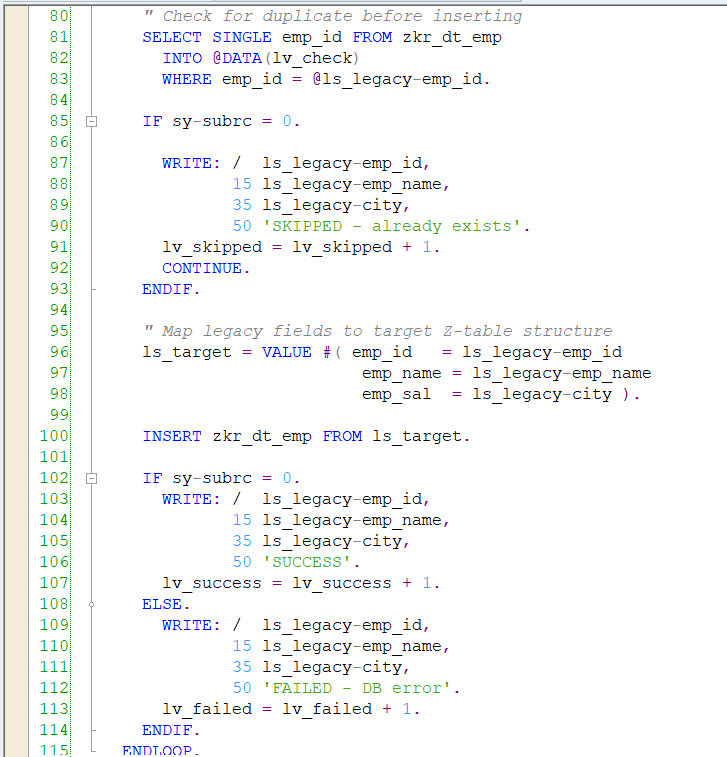 80 " Check for duplicate before inserting
81 SELECT SINGLE emp_id FROM zkr_dt_emp
82 INTO @DATA(lv_check)
83 WHERE emp_id = @ls_legacy-emp_id.
84
85 IF sy-subrc = 0.
86
87 WRITE: / ls_legacy-emp_id,
88 15 ls_legacy-emp_name,
89 35 ls_legacy-city,
90 50 'SKIPPED - already exists'.
91 lv_skipped = lv_skipped + 1.
92 CONTINUE.
93 ENDIF.
94
95 " Map legacy fields to target Z-table structure
96 ls_target = VALUE #( emp_id = ls_legacy-emp_id
97 emp_name = ls_legacy-emp_name
98 emp_sal = ls_legacy-city ).
99
100 INSERT zkr_dt_emp FROM ls_target.
101
102 IF sy-subrc = 0.
103 WRITE: / ls_legacy-emp_id,
104 15 ls_legacy-emp_name,
105 35 ls_legacy-city,
106 50 'SUCCESS'.
107 lv_success = lv_success + 1.
108 ELSE.
109 WRITE: / ls_legacy-emp_id,
110 15 ls_legacy-emp_name,
111 35 ls_legacy-city,
112 50 'FAILED - DB error'.
113 lv_failed = lv_failed + 1.
114 ENDIF.
115 ENDLOOP.